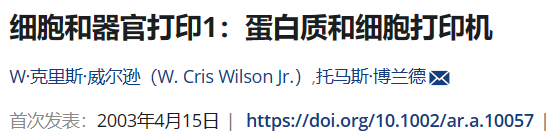 细胞和器官打印1：蛋白质和细胞打印机
W·克里斯·威尔逊（W. Cris Wilson Jr.）,托马斯·博兰德
首次发表：2003年4月15日 | https://doi.org/10.1002/ar.a.10057 |